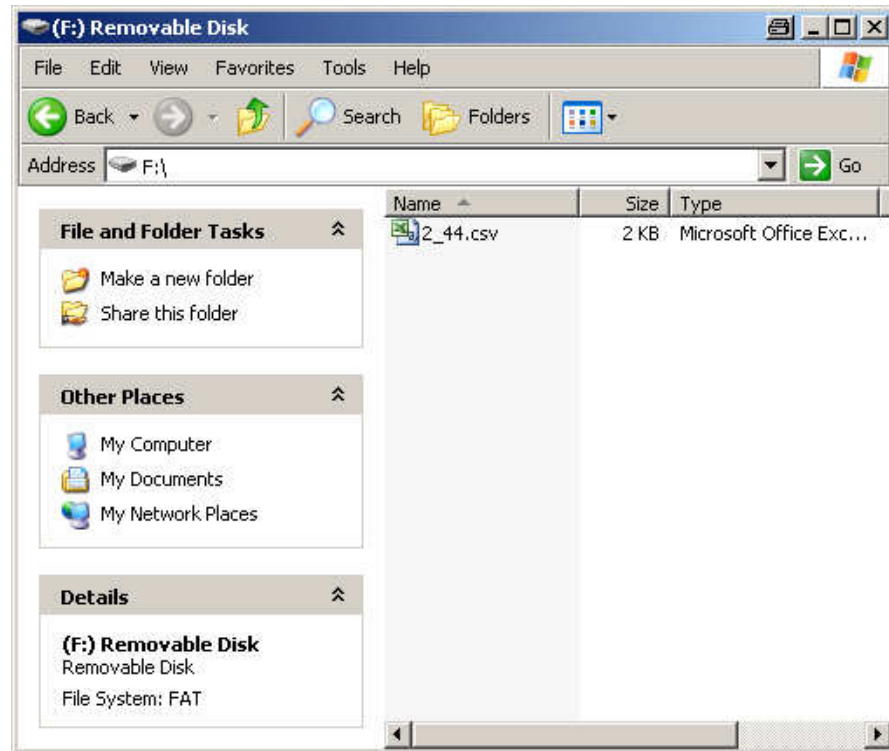 (F:) Removable Disk
File Edit View Favorites Tools Help
Back Search Folders
Address F:\ Go
Name Size Type
2_44.csv 2 KB Microsoft Office Exc...
File and Folder Tasks
Make a new folder
Share this folder
Other Places
My Computer
My Documents
My Network Places
Details
(F:) Removable Disk
Removable Disk
File System: FAT